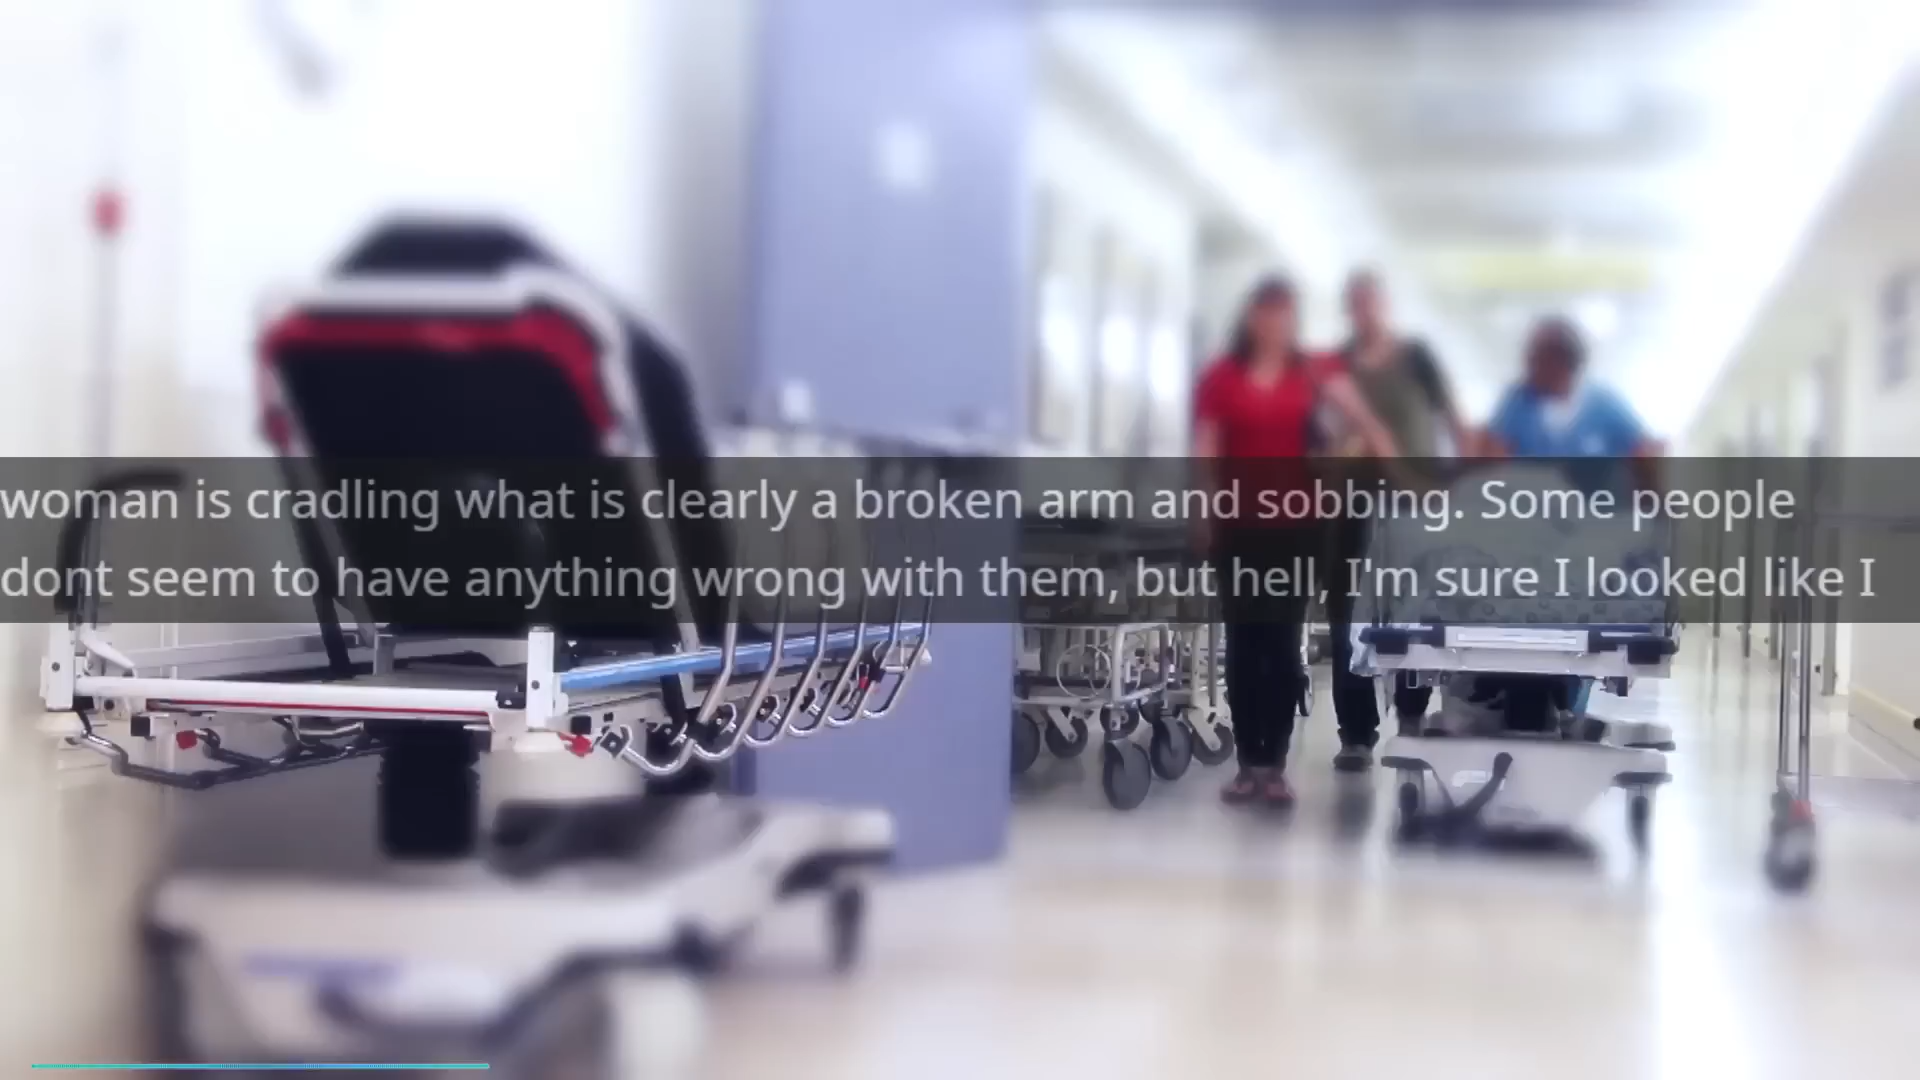 woman is cradling what is clearly a broken arm and sobbing. Some people
dont seem to have anything wrong with them, but hell, I'm sure I looked like I